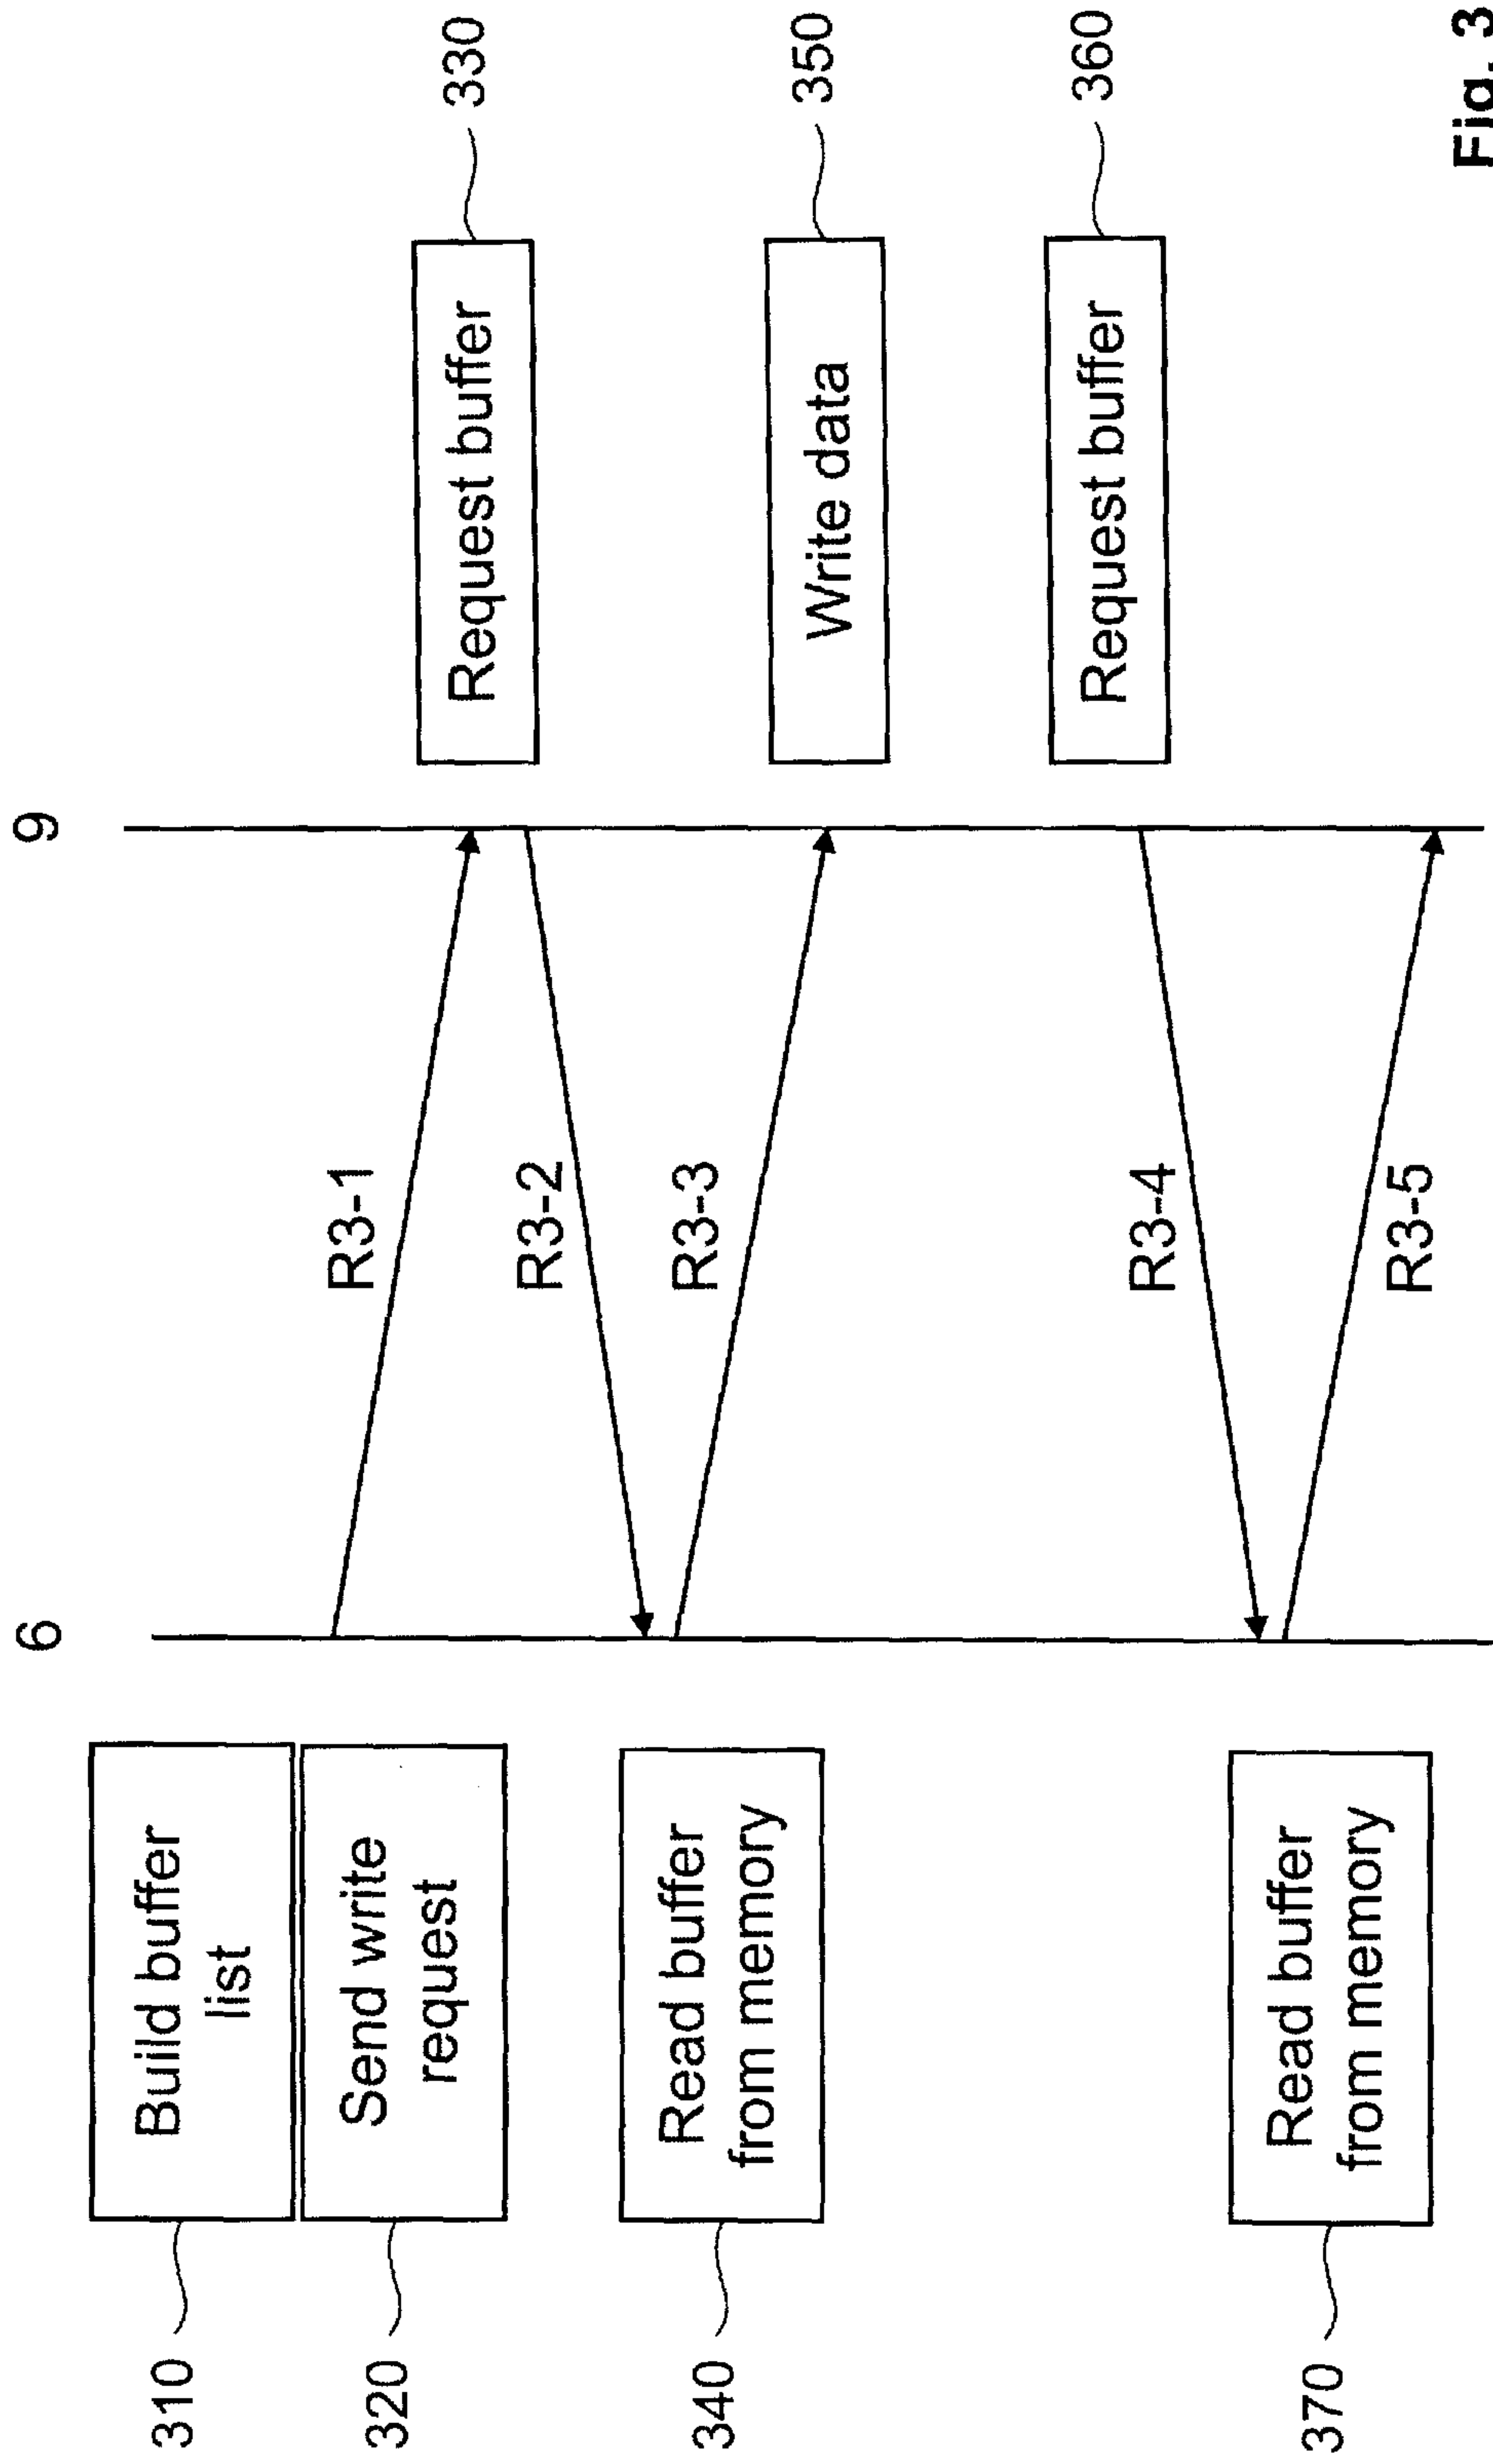 6
9
310
Build buffer
list
320
Send write
request
R3-1
Request buffer
330
R3-2
340
Read buffer
from memory
R3-3
Write data
350
Request buffer
360
R3-4
370
Read buffer
from memory
R3-5
Fig. 3